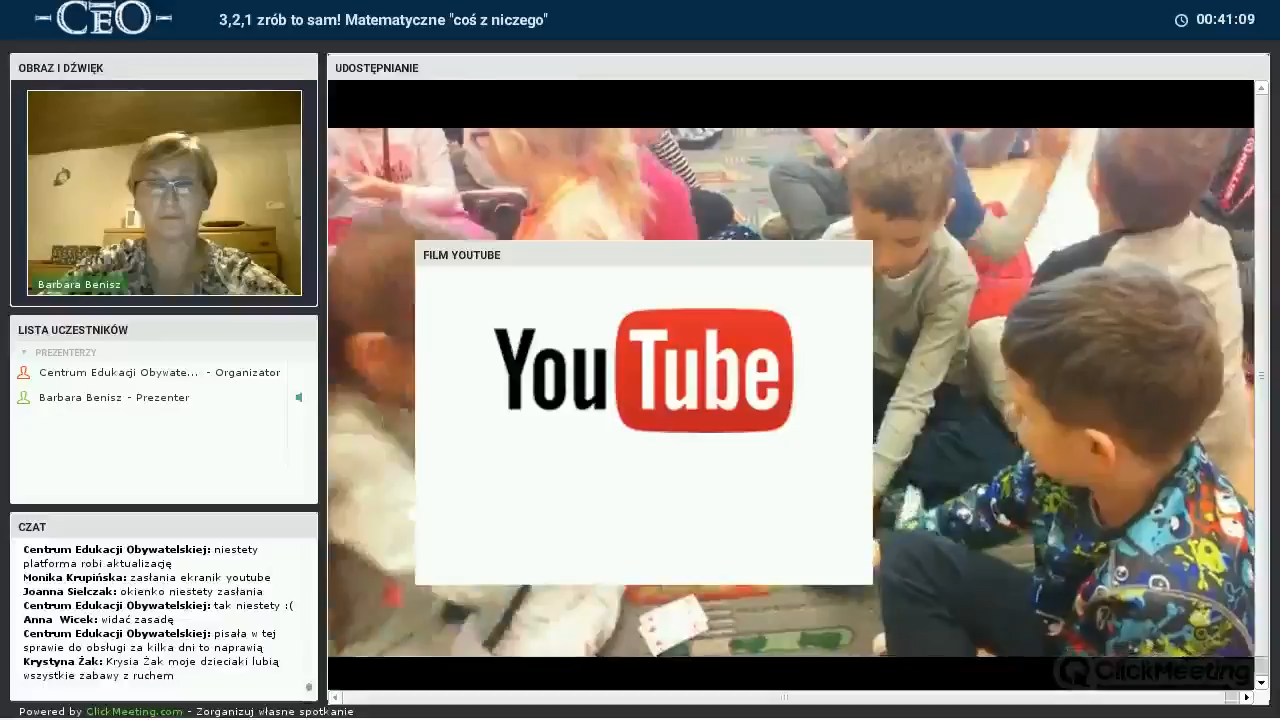 CEO
3,2,1 zrób to sam! Matematyczne "coś z niczego"
00:41:09
OBRAZ I DŹWIĘK
Barbara Benisz
LISTA UCZESTNIKÓW
PREZENTERZY
Centrum Edukacji Obywate... - Organizator
Barbara Benisz - Prezenter
CZAT
Centrum Edukacji Obywatelskiej: niestety
platforma robi aktualizację
Monika Krupińska: zasłania ekranik youtube
Joanna Sielczak: okienko niestety zasłania
Centrum Edukacji Obywatelskiej: tak niestety :(
Anna Wicek: widać zasadę
Centrum Edukacji Obywatelskiej: pisała w tej
sprawie do obsługi za kilka dni to naprawią
Krystyna Żak: Krysia Żak moje dzieciaki lubią
wszystkie zabawy z ruchem
UDOSTĘPNIANIE
FILM YOUTUBE
YouTube
ClickMeeting
Powered by ClickMeeting.com - Zorganizuj własne spotkanie